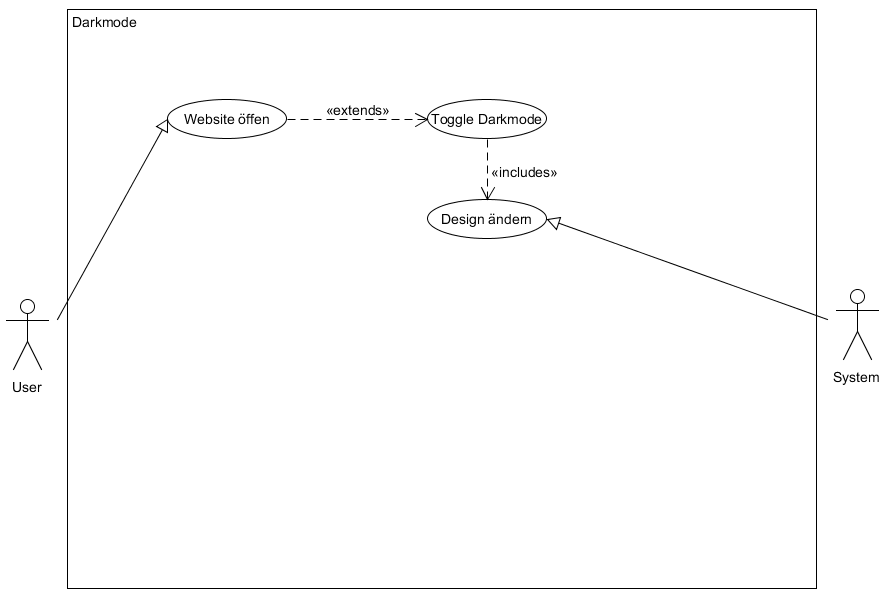 Darkmode
Website öffen
«extends»
Toggle Darkmode
«includes»
Design ändern
User
System